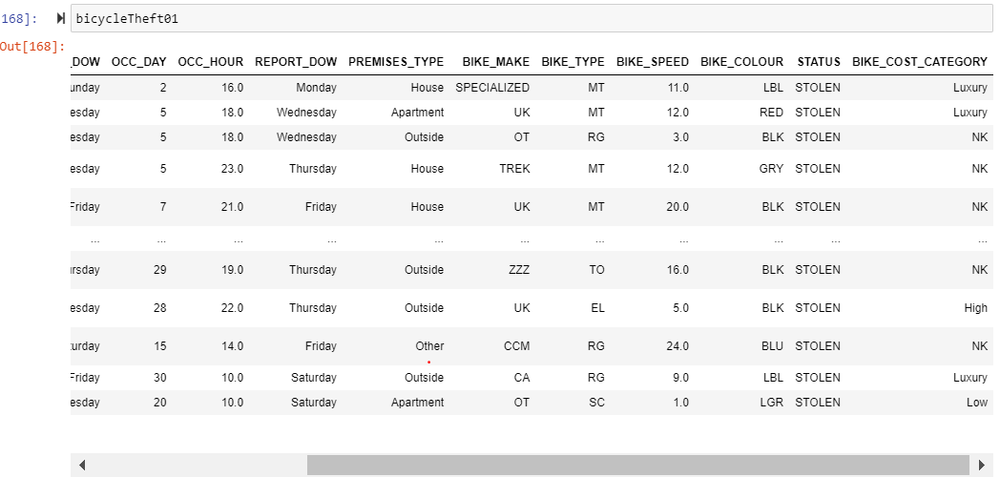 168]: bicycleTheft01
Out[168]:
_DOW OCC_DAY OCC_HOUR REPORT_DOW PREMISES_TYPE BIKE_MAKE BIKE_TYPE BIKE_SPEED BIKE_COLOUR STATUS BIKE_COST_CATEGORY
unday 2 16.0 Monday House SPECIALIZED MT 11.0 LBL STOLEN Luxury
esday 5 18.0 Wednesday Apartment UK MT 12.0 RED STOLEN Luxury
esday 5 18.0 Wednesday Outside OT RG 3.0 BLK STOLEN NK
esday 5 23.0 Thursday House TREK MT 12.0 GRY STOLEN NK
Friday 7 21.0 Friday House UK MT 20.0 BLK STOLEN NK
... ... ... ... ... ... ... ... ... ... ...
ursday 29 19.0 Thursday Outside ZZZ TO 16.0 BLK STOLEN NK
esday 28 22.0 Thursday Outside UK EL 5.0 BLK STOLEN High
turday 15 14.0 Friday Other CCM RG 24.0 BLU STOLEN NK
Friday 30 10.0 Saturday Outside CA RG 9.0 LBL STOLEN Luxury
esday 20 10.0 Saturday Apartment OT SC 1.0 LGR STOLEN Low